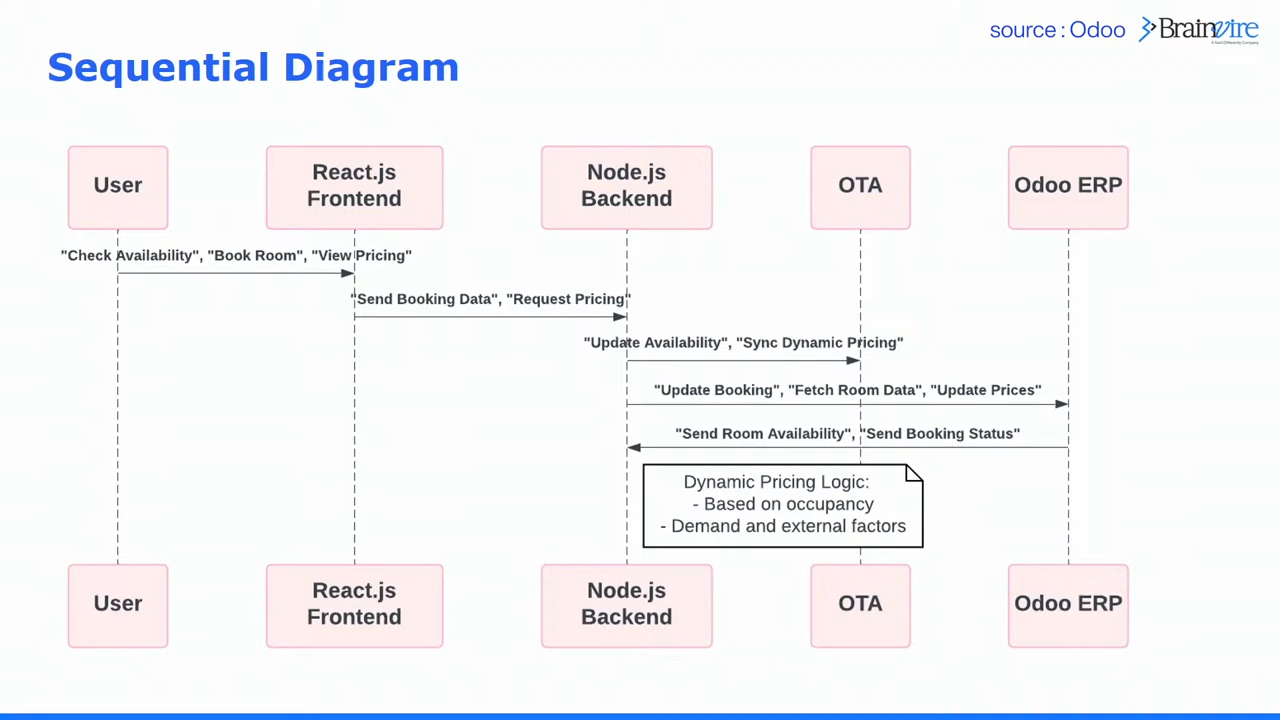 source : Odoo
Brainvire
Sequential Diagram
User
React.js
Frontend
Node.js
Backend
OTA
Odoo ERP
"Check Availability", "Book Room", "View Pricing"
"Send Booking Data", "Request Pricing"
"Update Availability", "Sync Dynamic Pricing"
"Update Booking", "Fetch Room Data", "Update Prices"
"Send Room Availability", "Send Booking Status"
Dynamic Pricing Logic:
- Based on occupancy
- Demand and external factors
User
React.js
Frontend
Node.js
Backend
OTA
Odoo ERP